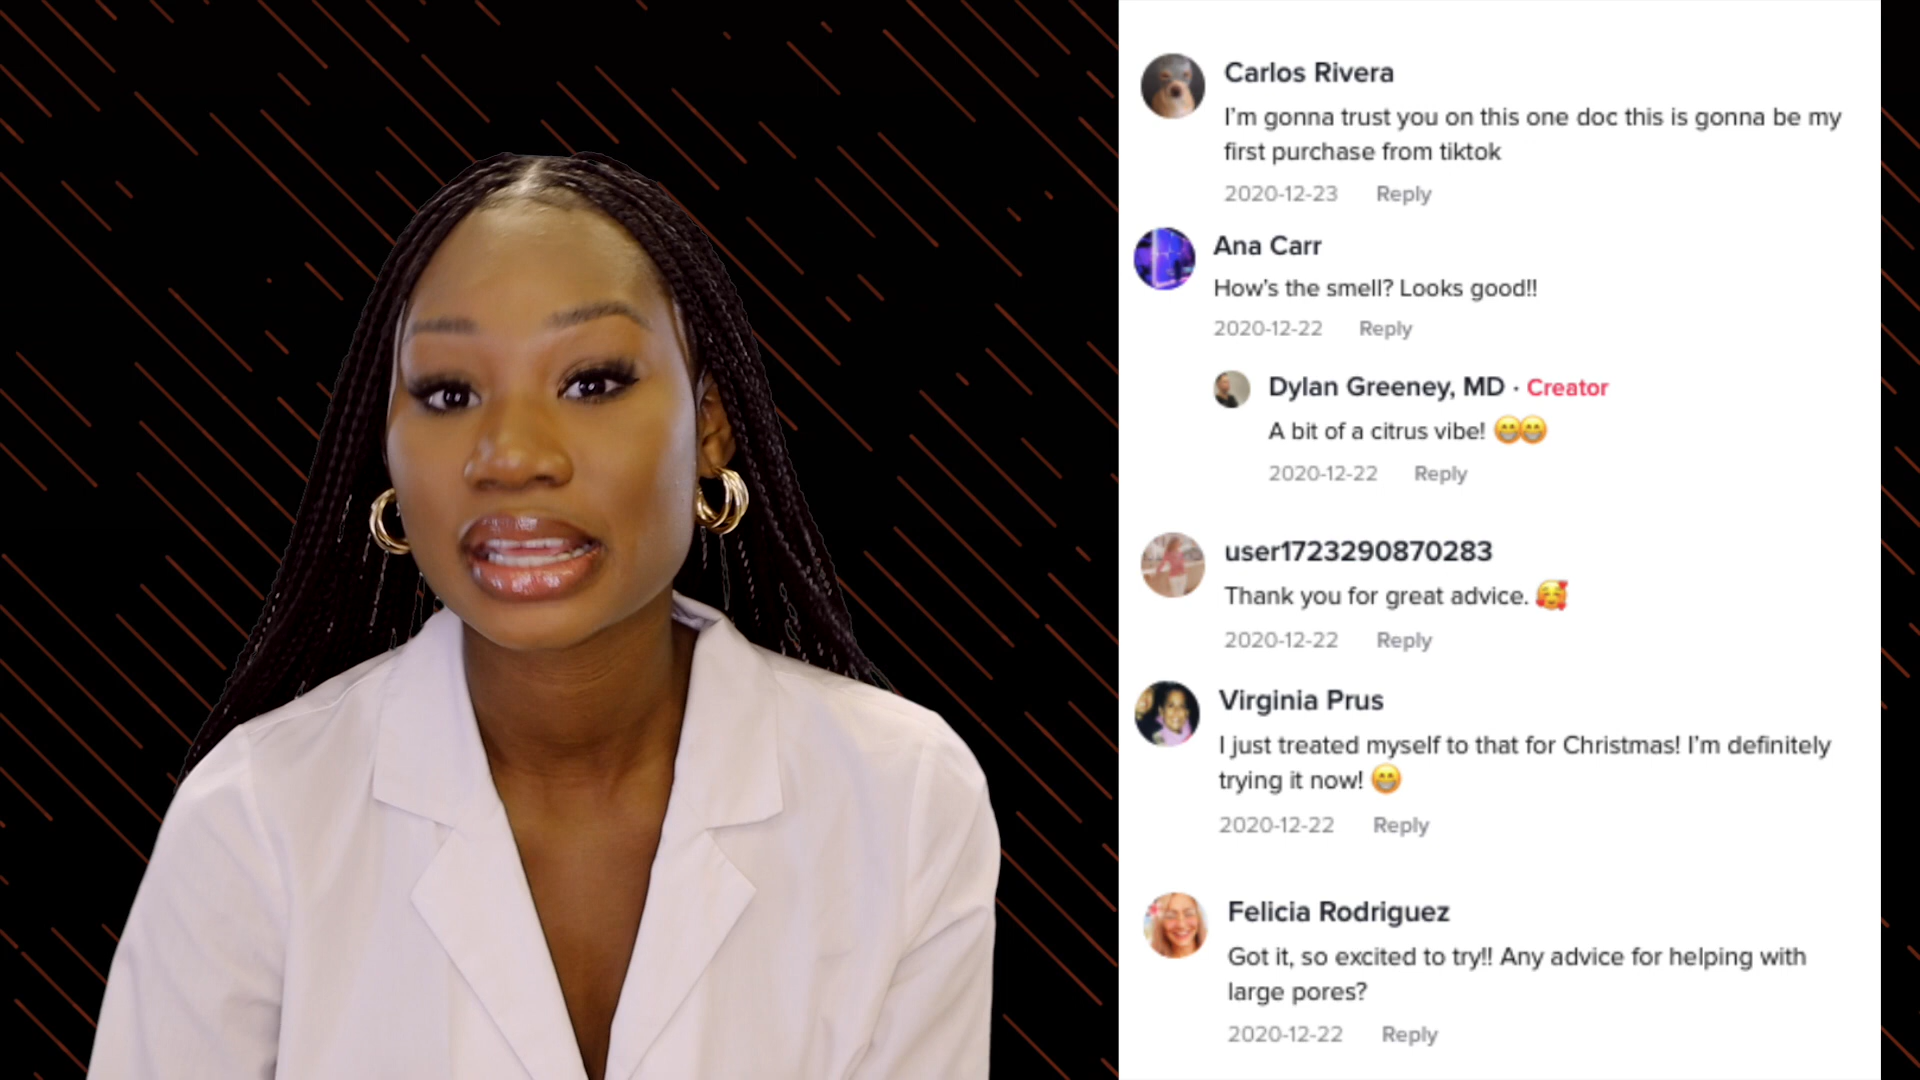 Carlos Rivera
I'm gonna trust you on this one doc this is gonna be my
first purchase from tiktok
2020-12-23 Reply
Ana Carr
How's the smell? Looks good!!
2020-12-22 Reply
Dylan Greeney, MD · Creator
A bit of a citrus vibe! 😁😁
2020-12-22 Reply
user1723290870283
Thank you for great advice. 🥰
2020-12-22 Reply
Virginia Prus
I just treated myself to that for Christmas! I'm definitely
trying it now! 😁
2020-12-22 Reply
Felicia Rodriguez
Got it, so excited to try!! Any advice for helping with
large pores?
2020-12-22 Reply